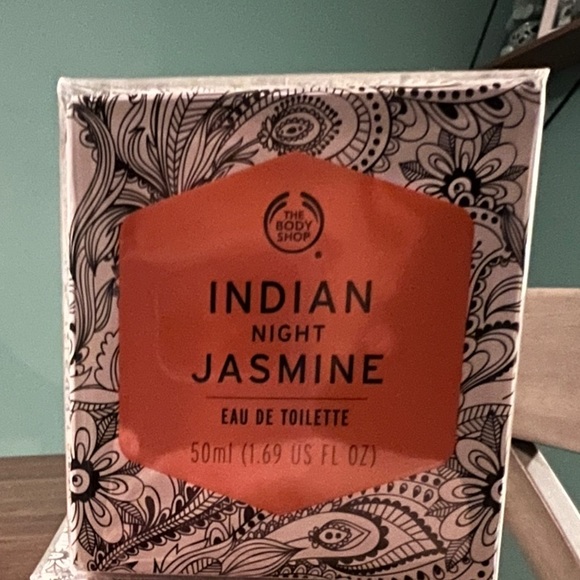 THE
BODY
SHOP
INDIAN
NIGHT
JASMINE
EAU DE TOILETTE
50ml (1.69 US FL OZ)